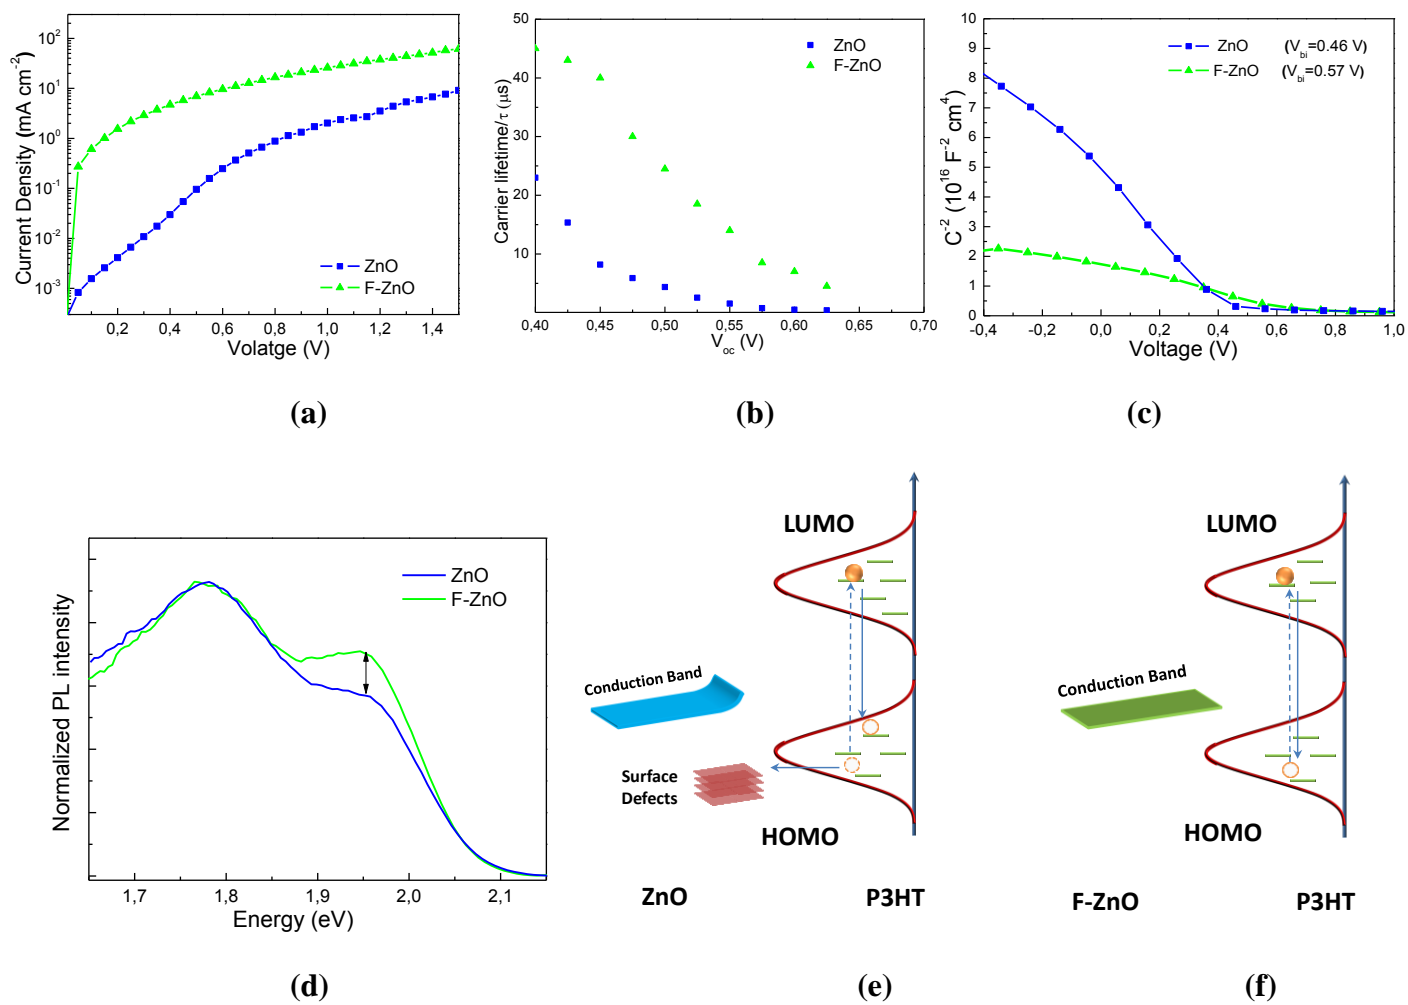 10²
10¹
10⁰
10⁻¹
10⁻²
10⁻³
Current Density (mA cm⁻²)
ZnO
F-ZnO
0,2 0,4 0,6 0,8 1,0 1,2 1,4
Volatge (V)
(a)
50
40
30
20
10
Carrier lifetime/τ (μs)
ZnO
F-ZnO
0,40 0,45 0,50 0,55 0,60 0,65 0,70
Voc (V)
(b)
10
9
8
7
6
5
4
3
2
1
0
C⁻² (10¹⁶ F⁻² cm⁴)
ZnO (Vbi=0.46 V)
F-ZnO (Vbi=0.57 V)
-0,4 -0,2 0,0 0,2 0,4 0,6 0,8 1,0
Voltage (V)
(c)
Normalized PL intensity
ZnO
F-ZnO
1,7 1,8 1,9 2,0 2,1
Energy (eV)
(d)
LUMO
Conduction Band
Surface
Defects
HOMO
ZnO P3HT
(e)
LUMO
Conduction Band
HOMO
F-ZnO P3HT
(f)